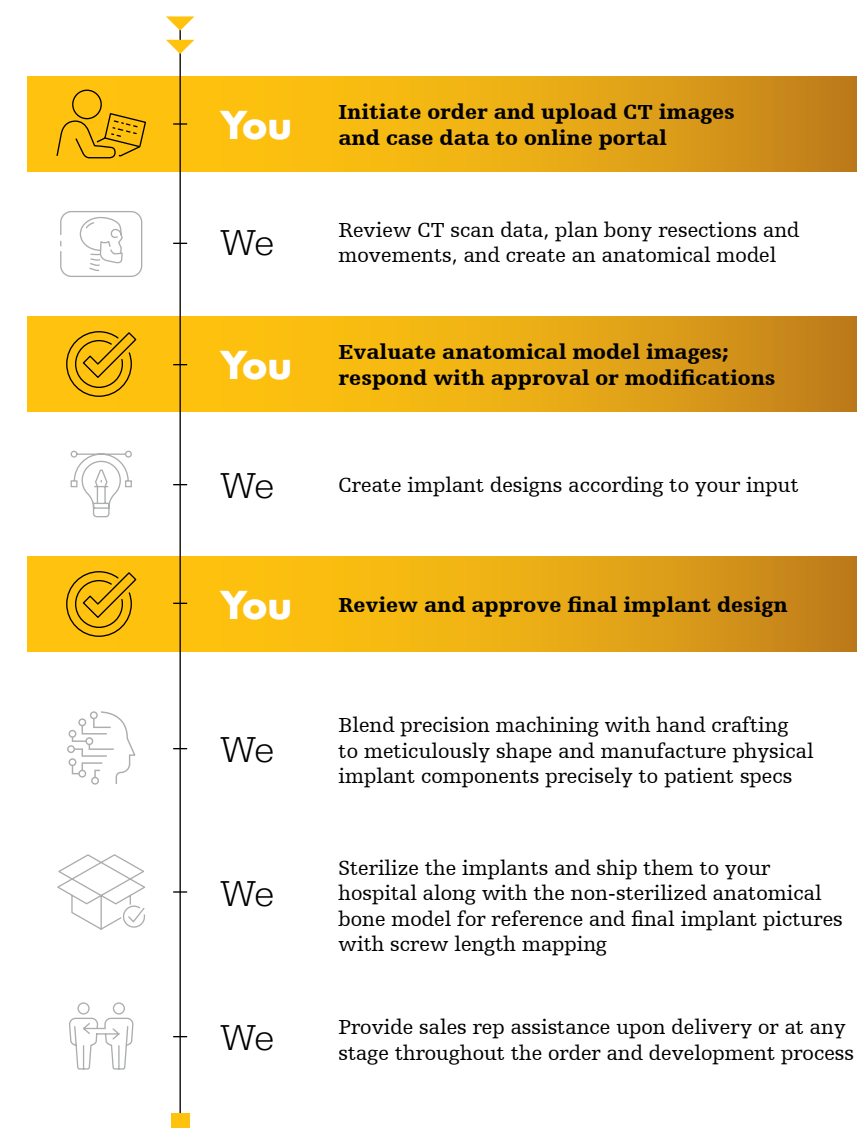 You
Initiate order and upload CT images
and case data to online portal
We
Review CT scan data, plan bony resections and
movements, and create an anatomical model
You
Evaluate anatomical model images;
respond with approval or modifications
We
Create implant designs according to your input
You
Review and approve final implant design
We
Blend precision machining with hand crafting
to meticulously shape and manufacture physical
implant components precisely to patient specs
We
Sterilize the implants and ship them to your
hospital along with the non-sterilized anatomical
bone model for reference and final implant pictures
with screw length mapping
We
Provide sales rep assistance upon delivery or at any
stage throughout the order and development process